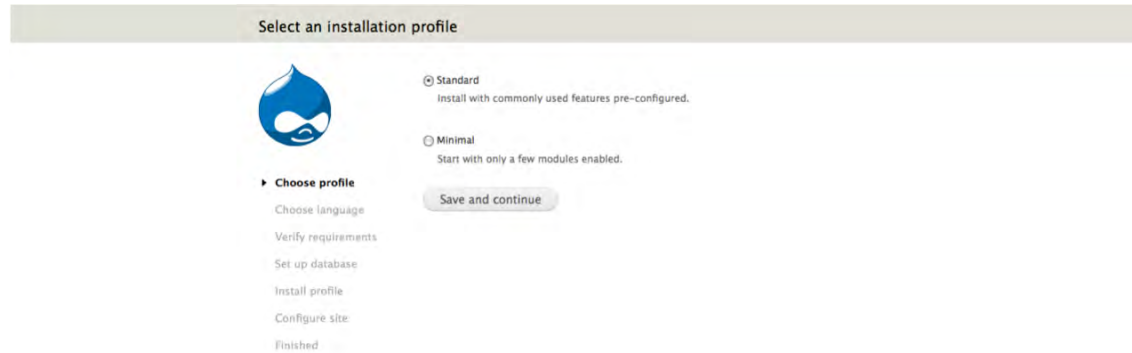 Select an installation profile
Standard
Install with commonly used features pre-configured.
Minimal
Start with only a few modules enabled.
Save and continue
Choose profile
Choose language
Verify requirements
Set up database
Install profile
Configure site
Finished